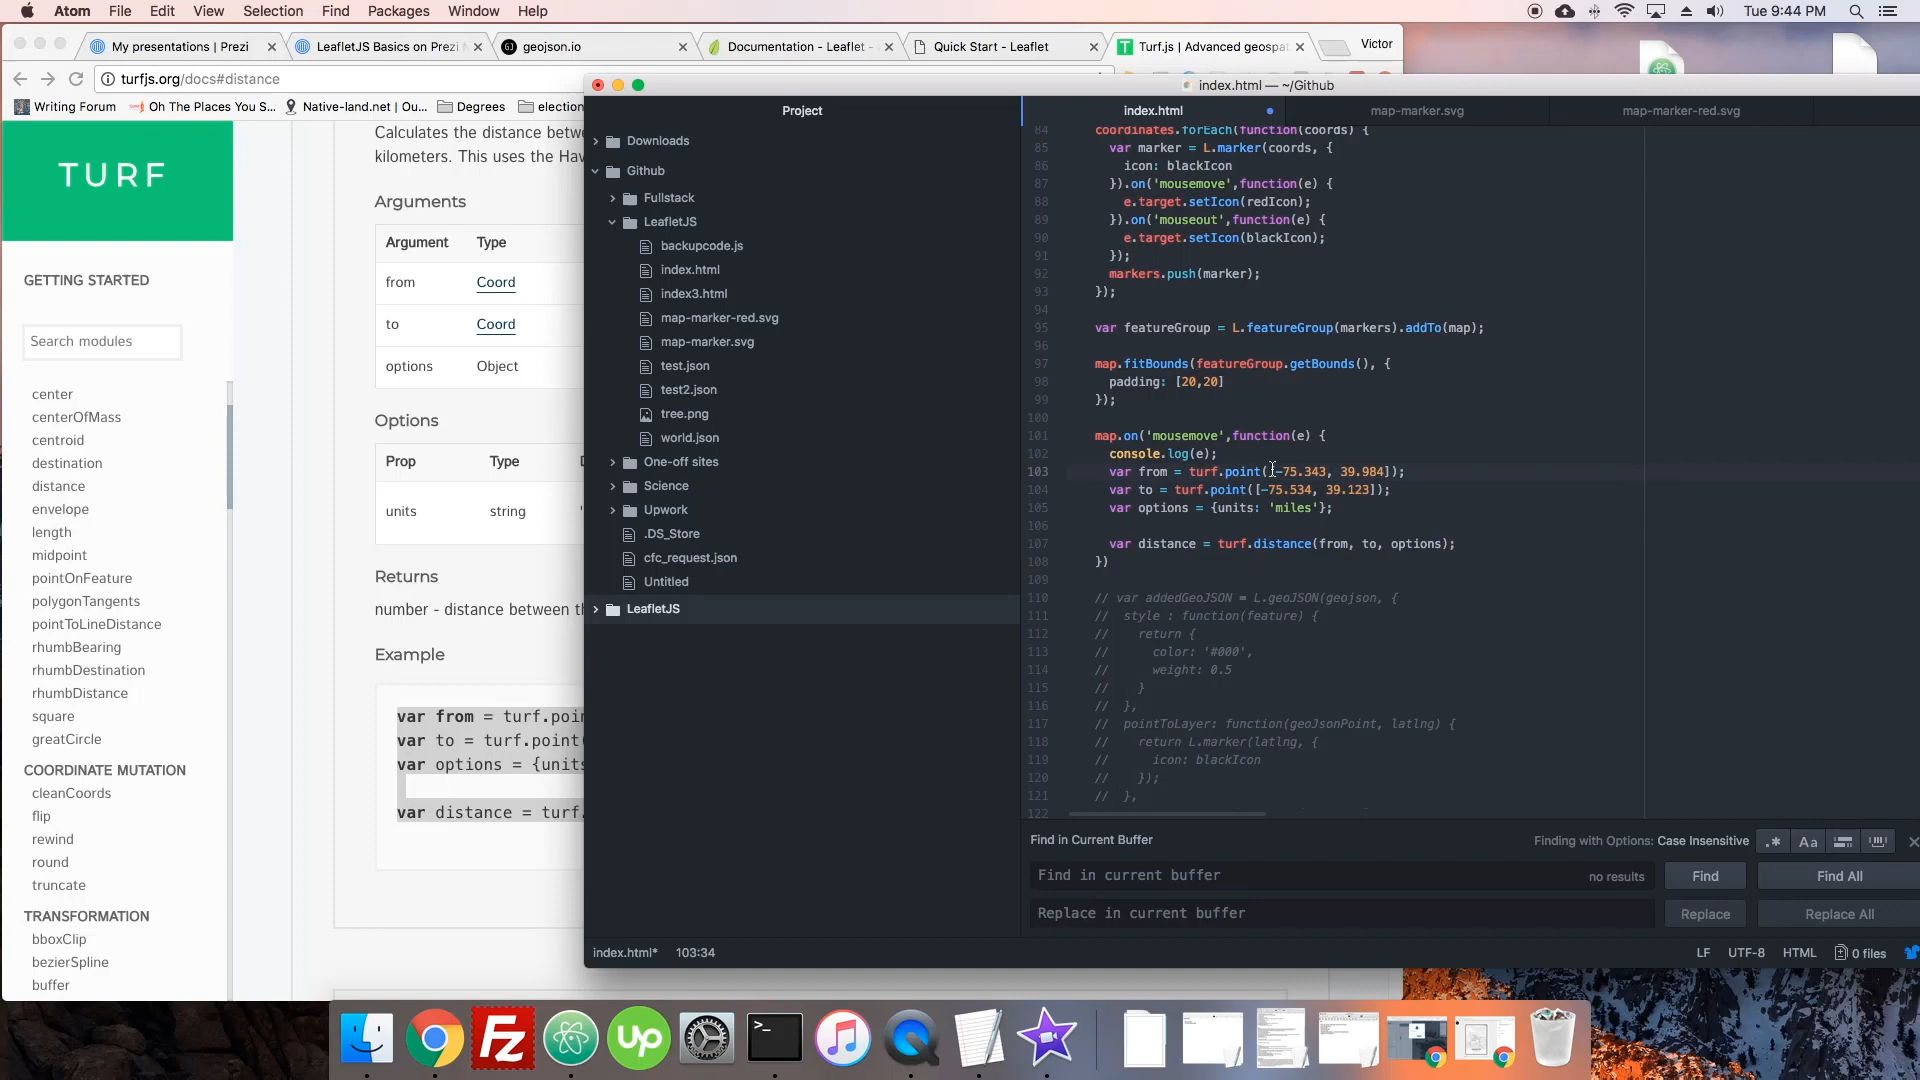 Atom File Edit View Selection Find Packages Window Help
Tue 9:44 PM
My presentations | Prezi
LeafletJS Basics on Prezi
geojson.io
Documentation - Leaflet -
Quick Start - Leaflet
Turf.js | Advanced geospa
Victor
turfjs.org/docs#distance
Writing Forum
Oh The Places You S...
Native-land.net | Ou...
Degrees
election
TURF
GETTING STARTED
Search modules
center
centerOfMass
centroid
destination
distance
envelope
length
midpoint
pointOnFeature
polygonTangents
pointToLineDistance
rhumbBearing
rhumbDestination
rhumbDistance
square
greatCircle
COORDINATE MUTATION
cleanCoords
flip
rewind
round
truncate
TRANSFORMATION
bboxClip
bezierSpline
buffer
Calculates the distance betwe
kilometers. This uses the Hav
Arguments
Argument Type
from Coord
to Coord
options Object
Options
Prop Type
units string
Returns
number - distance between t
Example
var from = turf.poin
var to = turf.point(
var options = {units
var distance = turf.
index.html — ~/Github
Project
Downloads
Github
Fullstack
LeafletJS
backupcode.js
index.html
index3.html
map-marker-red.svg
map-marker.svg
test.json
test2.json
tree.png
world.json
One-off sites
Science
Upwork
.DS_Store
cfc_request.json
Untitled
LeafletJS
index.html
map-marker.svg
map-marker-red.svg
84 coordinates.forEach(function(coords) {
85 var marker = L.marker(coords, {
86 icon: blackIcon
87 }).on('mousemove',function(e) {
88 e.target.setIcon(redIcon);
89 }).on('mouseout',function(e) {
90 e.target.setIcon(blackIcon);
91 });
92 markers.push(marker);
93 });
94
95 var featureGroup = L.featureGroup(markers).addTo(map);
96
97 map.fitBounds(featureGroup.getBounds(), {
98 padding: [20,20]
99 });
100
101 map.on('mousemove',function(e) {
102 console.log(e);
103 var from = turf.point([-75.343, 39.984]);
104 var to = turf.point([-75.534, 39.123]);
105 var options = {units: 'miles'};
106
107 var distance = turf.distance(from, to, options);
108 })
109
110 // var addedGeoJSON = L.geoJSON(geojson, {
111 // style : function(feature) {
112 // return {
113 // color: '#000',
114 // weight: 0.5
115 // }
116 // },
117 // pointToLayer: function(geoJsonPoint, latlng) {
118 // return L.marker(latlng, {
119 // icon: blackIcon
120 // });
121 // },
122
Find in Current Buffer
Finding with Options: Case Insensitive
.* Aa
Find in current buffer
no results
Find
Find All
Replace in current buffer
Replace
Replace All
index.html* 103:34
LF UTF-8 HTML 0 files
Fz
Up